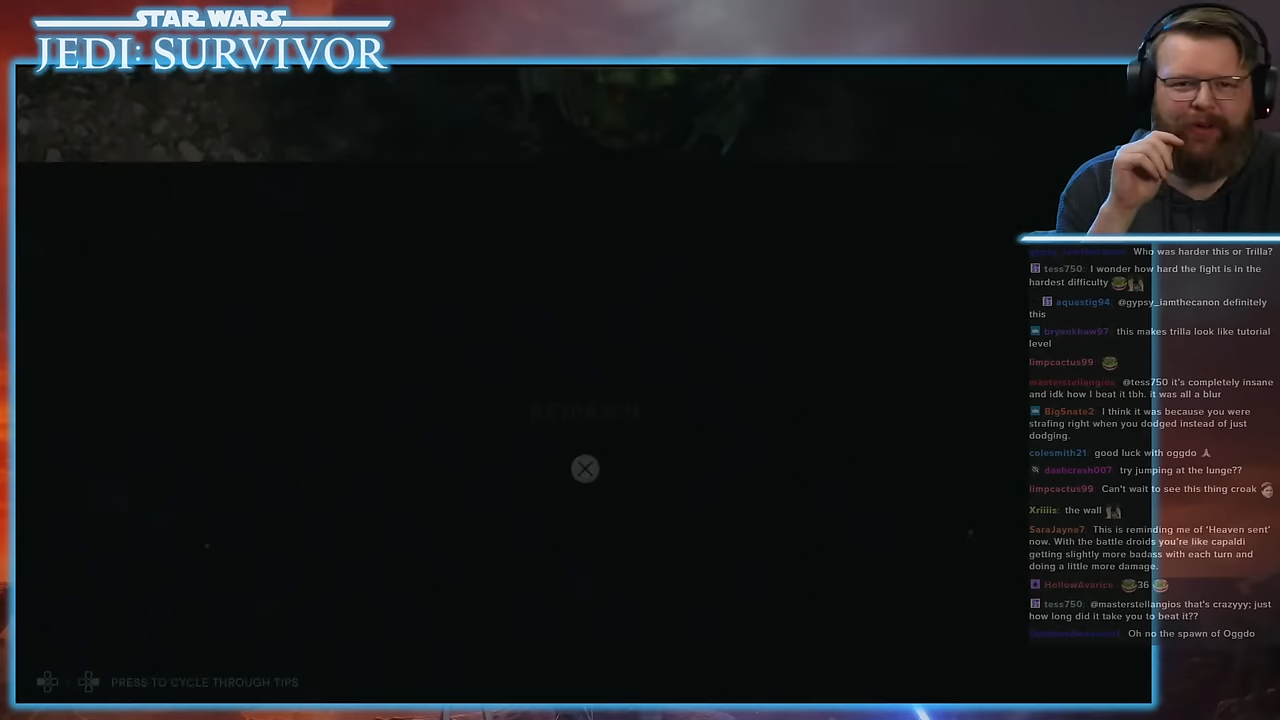 STAR WARS
JEDI: SURVIVOR
gypsy_iamthecanon Who was harder this or Trilla?
tess750: I wonder how hard the fight is in the
hardest difficulty
aquastig94 @gypsy_iamthecanon definitely
this
bryankhaw97: this makes trilla look like tutorial
level
limpcactus99:
masterstellangios @tess750 it's completely insane
and idk how I beat it tbh. it was all a blur
Big5nate2: I think it was because you were
strafing right when you dodged instead of just
dodging.
colesmith21: good luck with oggdo
dashcrash007 try jumping at the lunge??
limpcactus99 Can't wait to see this thing croak
Xriiiis: the wall
SaraJayne7: This is reminding me of 'Heaven sent'
now. With the battle droids you're like capaldi
getting slightly more badass with each turn and
doing a little more damage.
HollowAvarice 36
tess750 @masterstellangios that's crazyyy; just
how long did it take you to beat it??
Oh no the spawn of Oggdo
PRESS TO CYCLE THROUGH TIPS